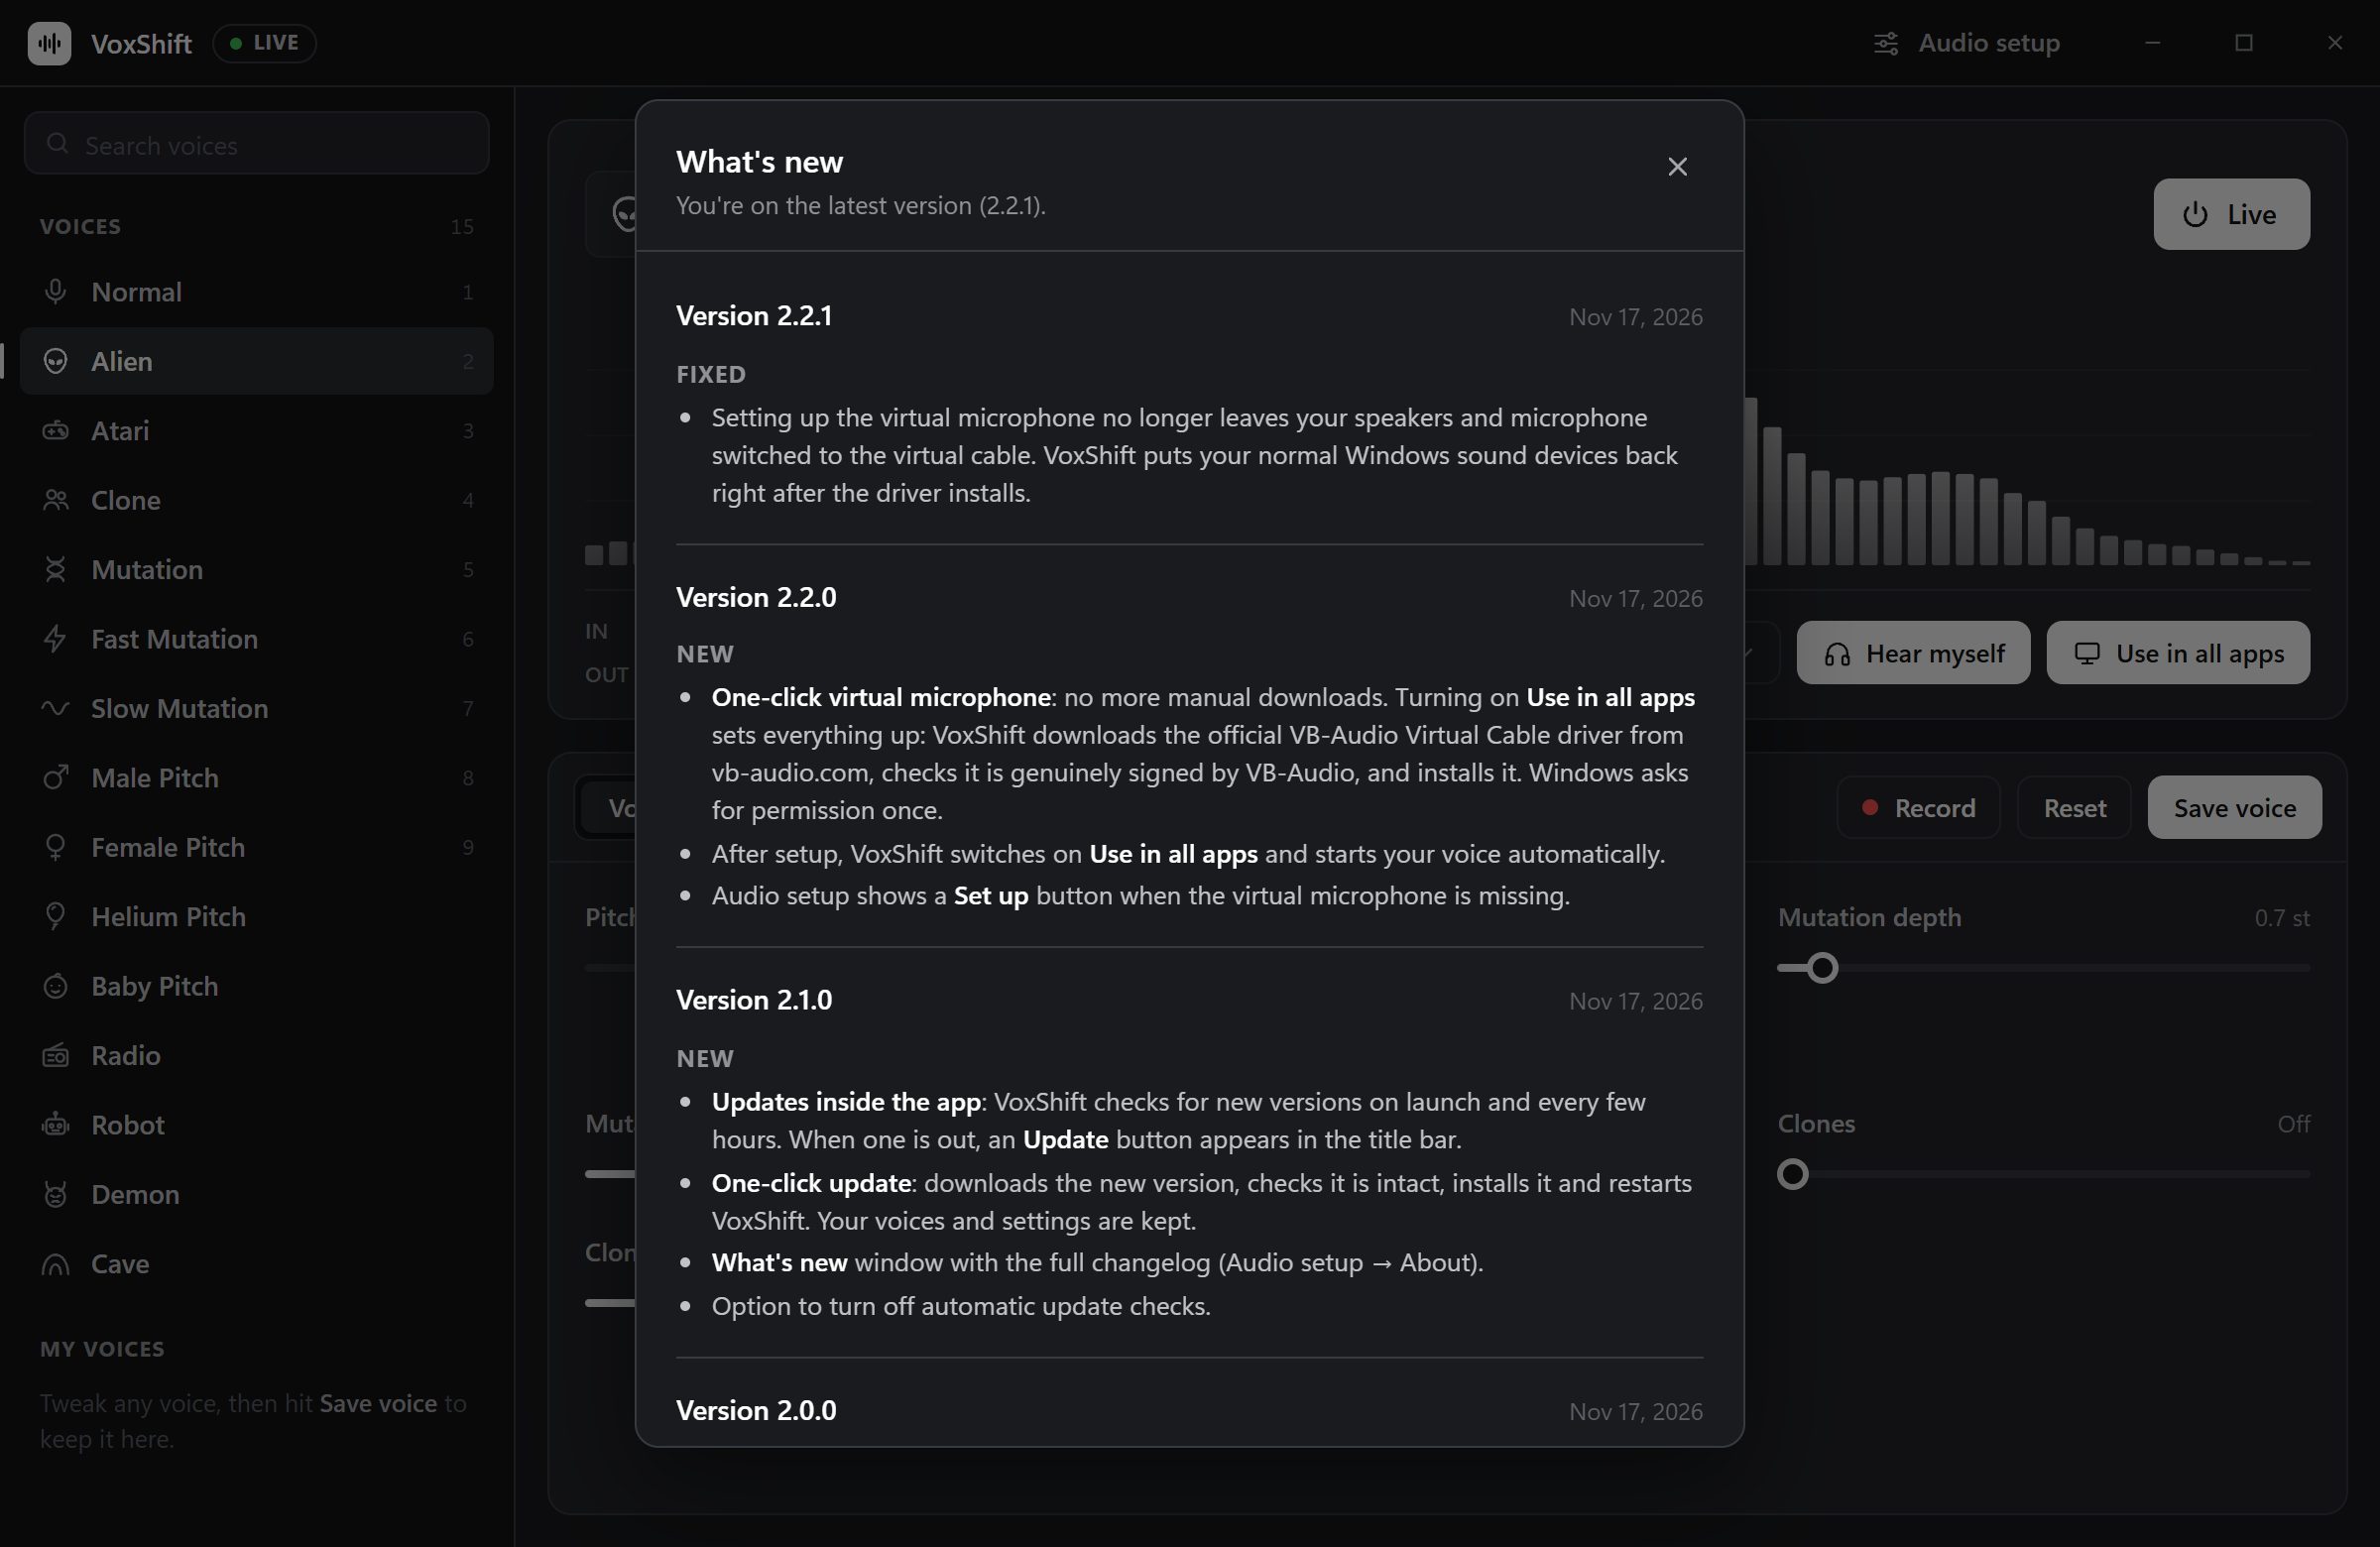 VoxShift
LIVE
Audio setup
Search voices
VOICES 15
Normal 1
Alien 2
Atari 3
Clone 4
Mutation 5
Fast Mutation 6
Slow Mutation 7
Male Pitch 8
Female Pitch 9
Helium Pitch
Baby Pitch
Radio
Robot
Demon
Cave
MY VOICES
Tweak any voice, then hit Save voice to
keep it here.
What's new
You're on the latest version (2.2.1).
Version 2.2.1 Nov 17, 2026
FIXED
• Setting up the virtual microphone no longer leaves your speakers and microphone
switched to the virtual cable. VoxShift puts your normal Windows sound devices back
right after the driver installs.
Version 2.2.0 Nov 17, 2026
NEW
• One-click virtual microphone: no more manual downloads. Turning on Use in all apps
sets everything up: VoxShift downloads the official VB-Audio Virtual Cable driver from
vb-audio.com, checks it is genuinely signed by VB-Audio, and installs it. Windows asks
for permission once.
• After setup, VoxShift switches on Use in all apps and starts your voice automatically.
• Audio setup shows a Set up button when the virtual microphone is missing.
Version 2.1.0 Nov 17, 2026
NEW
• Updates inside the app: VoxShift checks for new versions on launch and every few
hours. When one is out, an Update button appears in the title bar.
• One-click update: downloads the new version, checks it is intact, installs it and restarts
VoxShift. Your voices and settings are kept.
• What's new window with the full changelog (Audio setup → About).
• Option to turn off automatic update checks.
Version 2.0.0 Nov 17, 2026
Live
IN
OUT
Hear myself
Use in all apps
Record
Reset
Save voice
Mutation depth 0.7 st
Clones Off